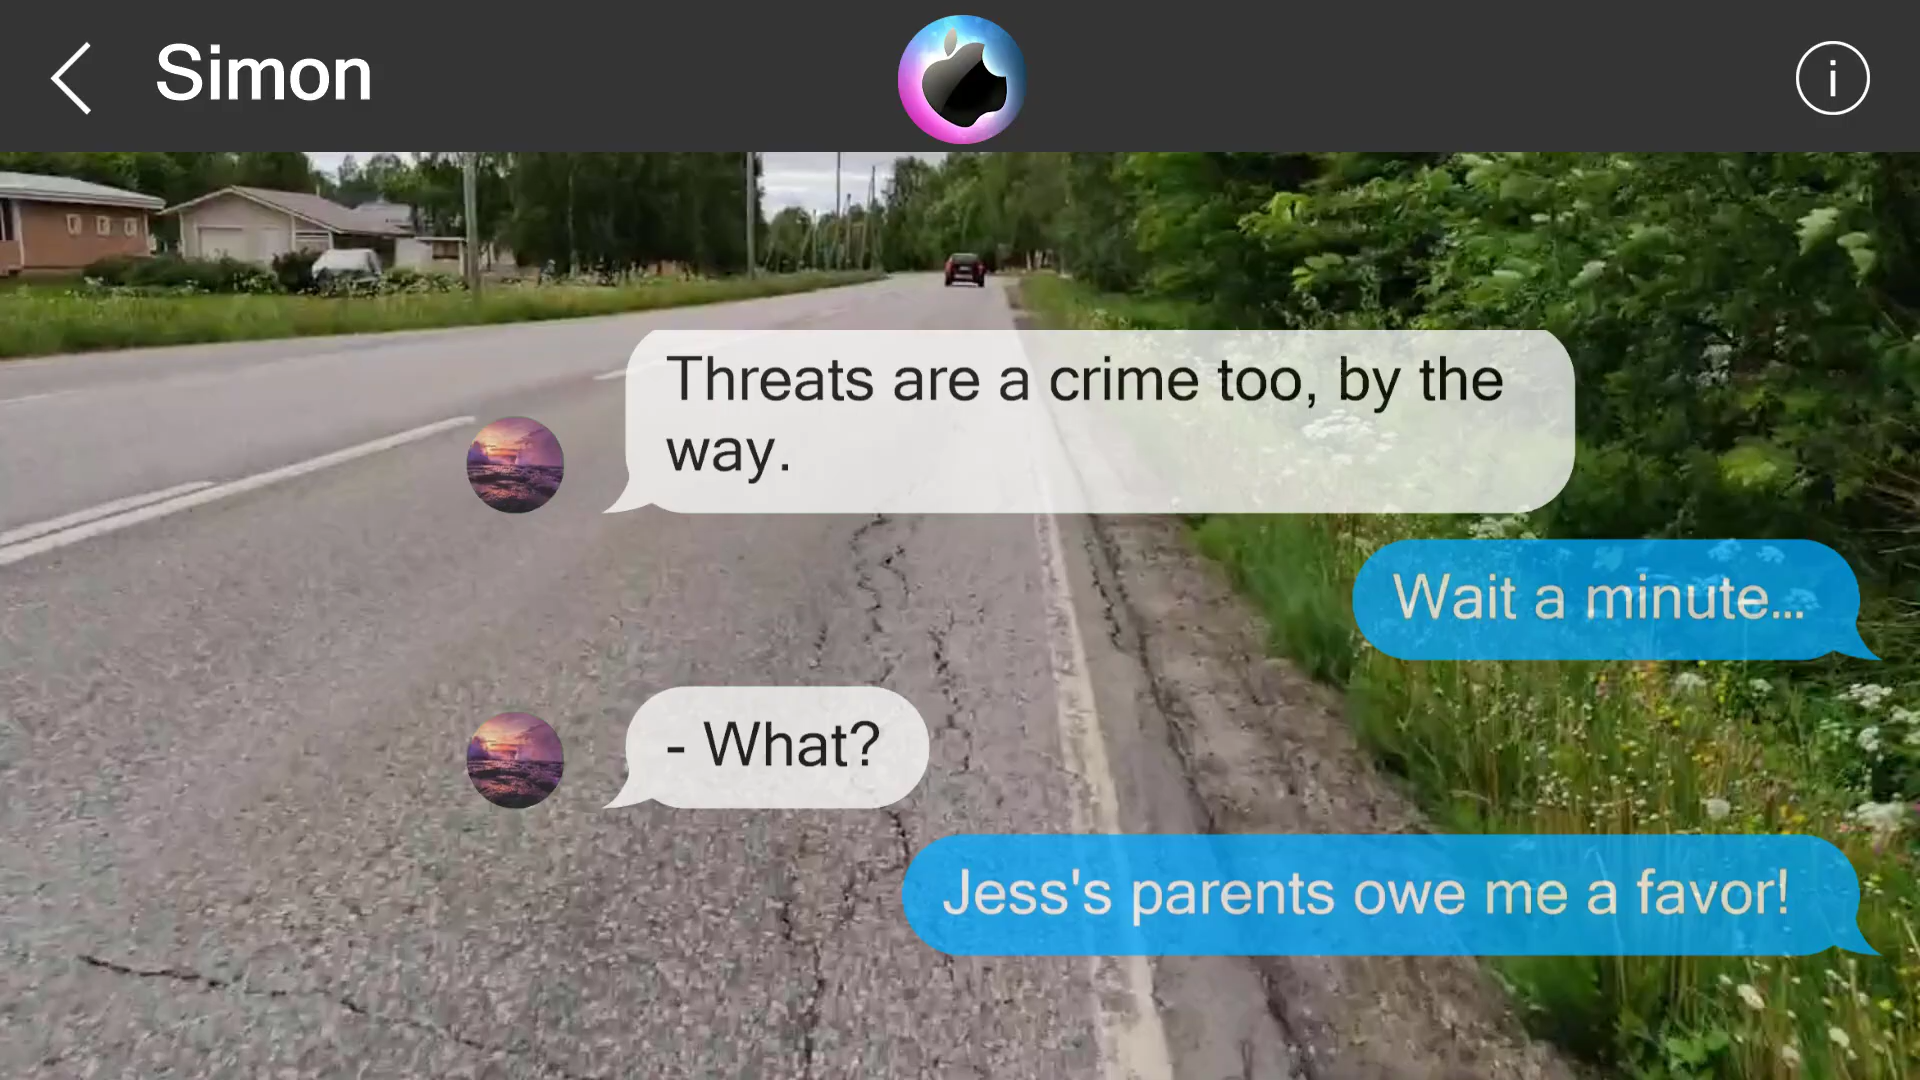 Simon
i
Threats are a crime too, by the
way.
Wait a minute...
- What?
Jess's parents owe me a favor!